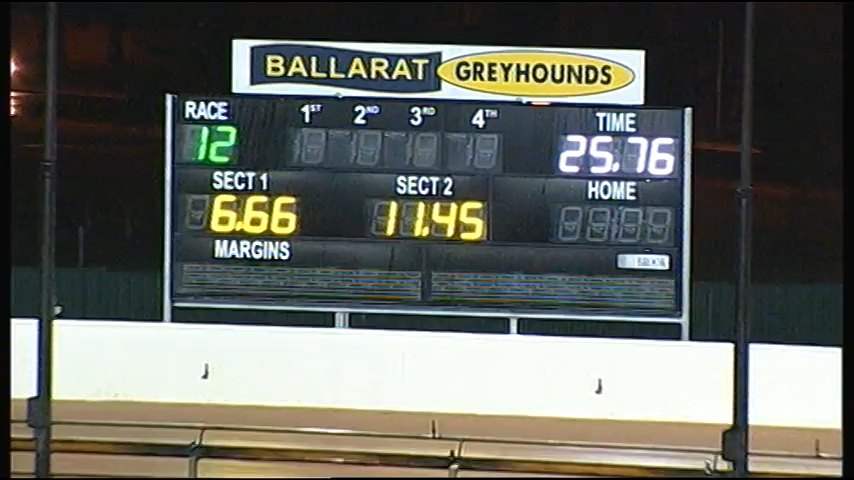 BALLARAT GREYHOUNDS
RACE 1ST 2ND 3RD 4TH TIME
12 25.76
SECT 1 SECT 2 HOME
6.66 11.45
MARGINS